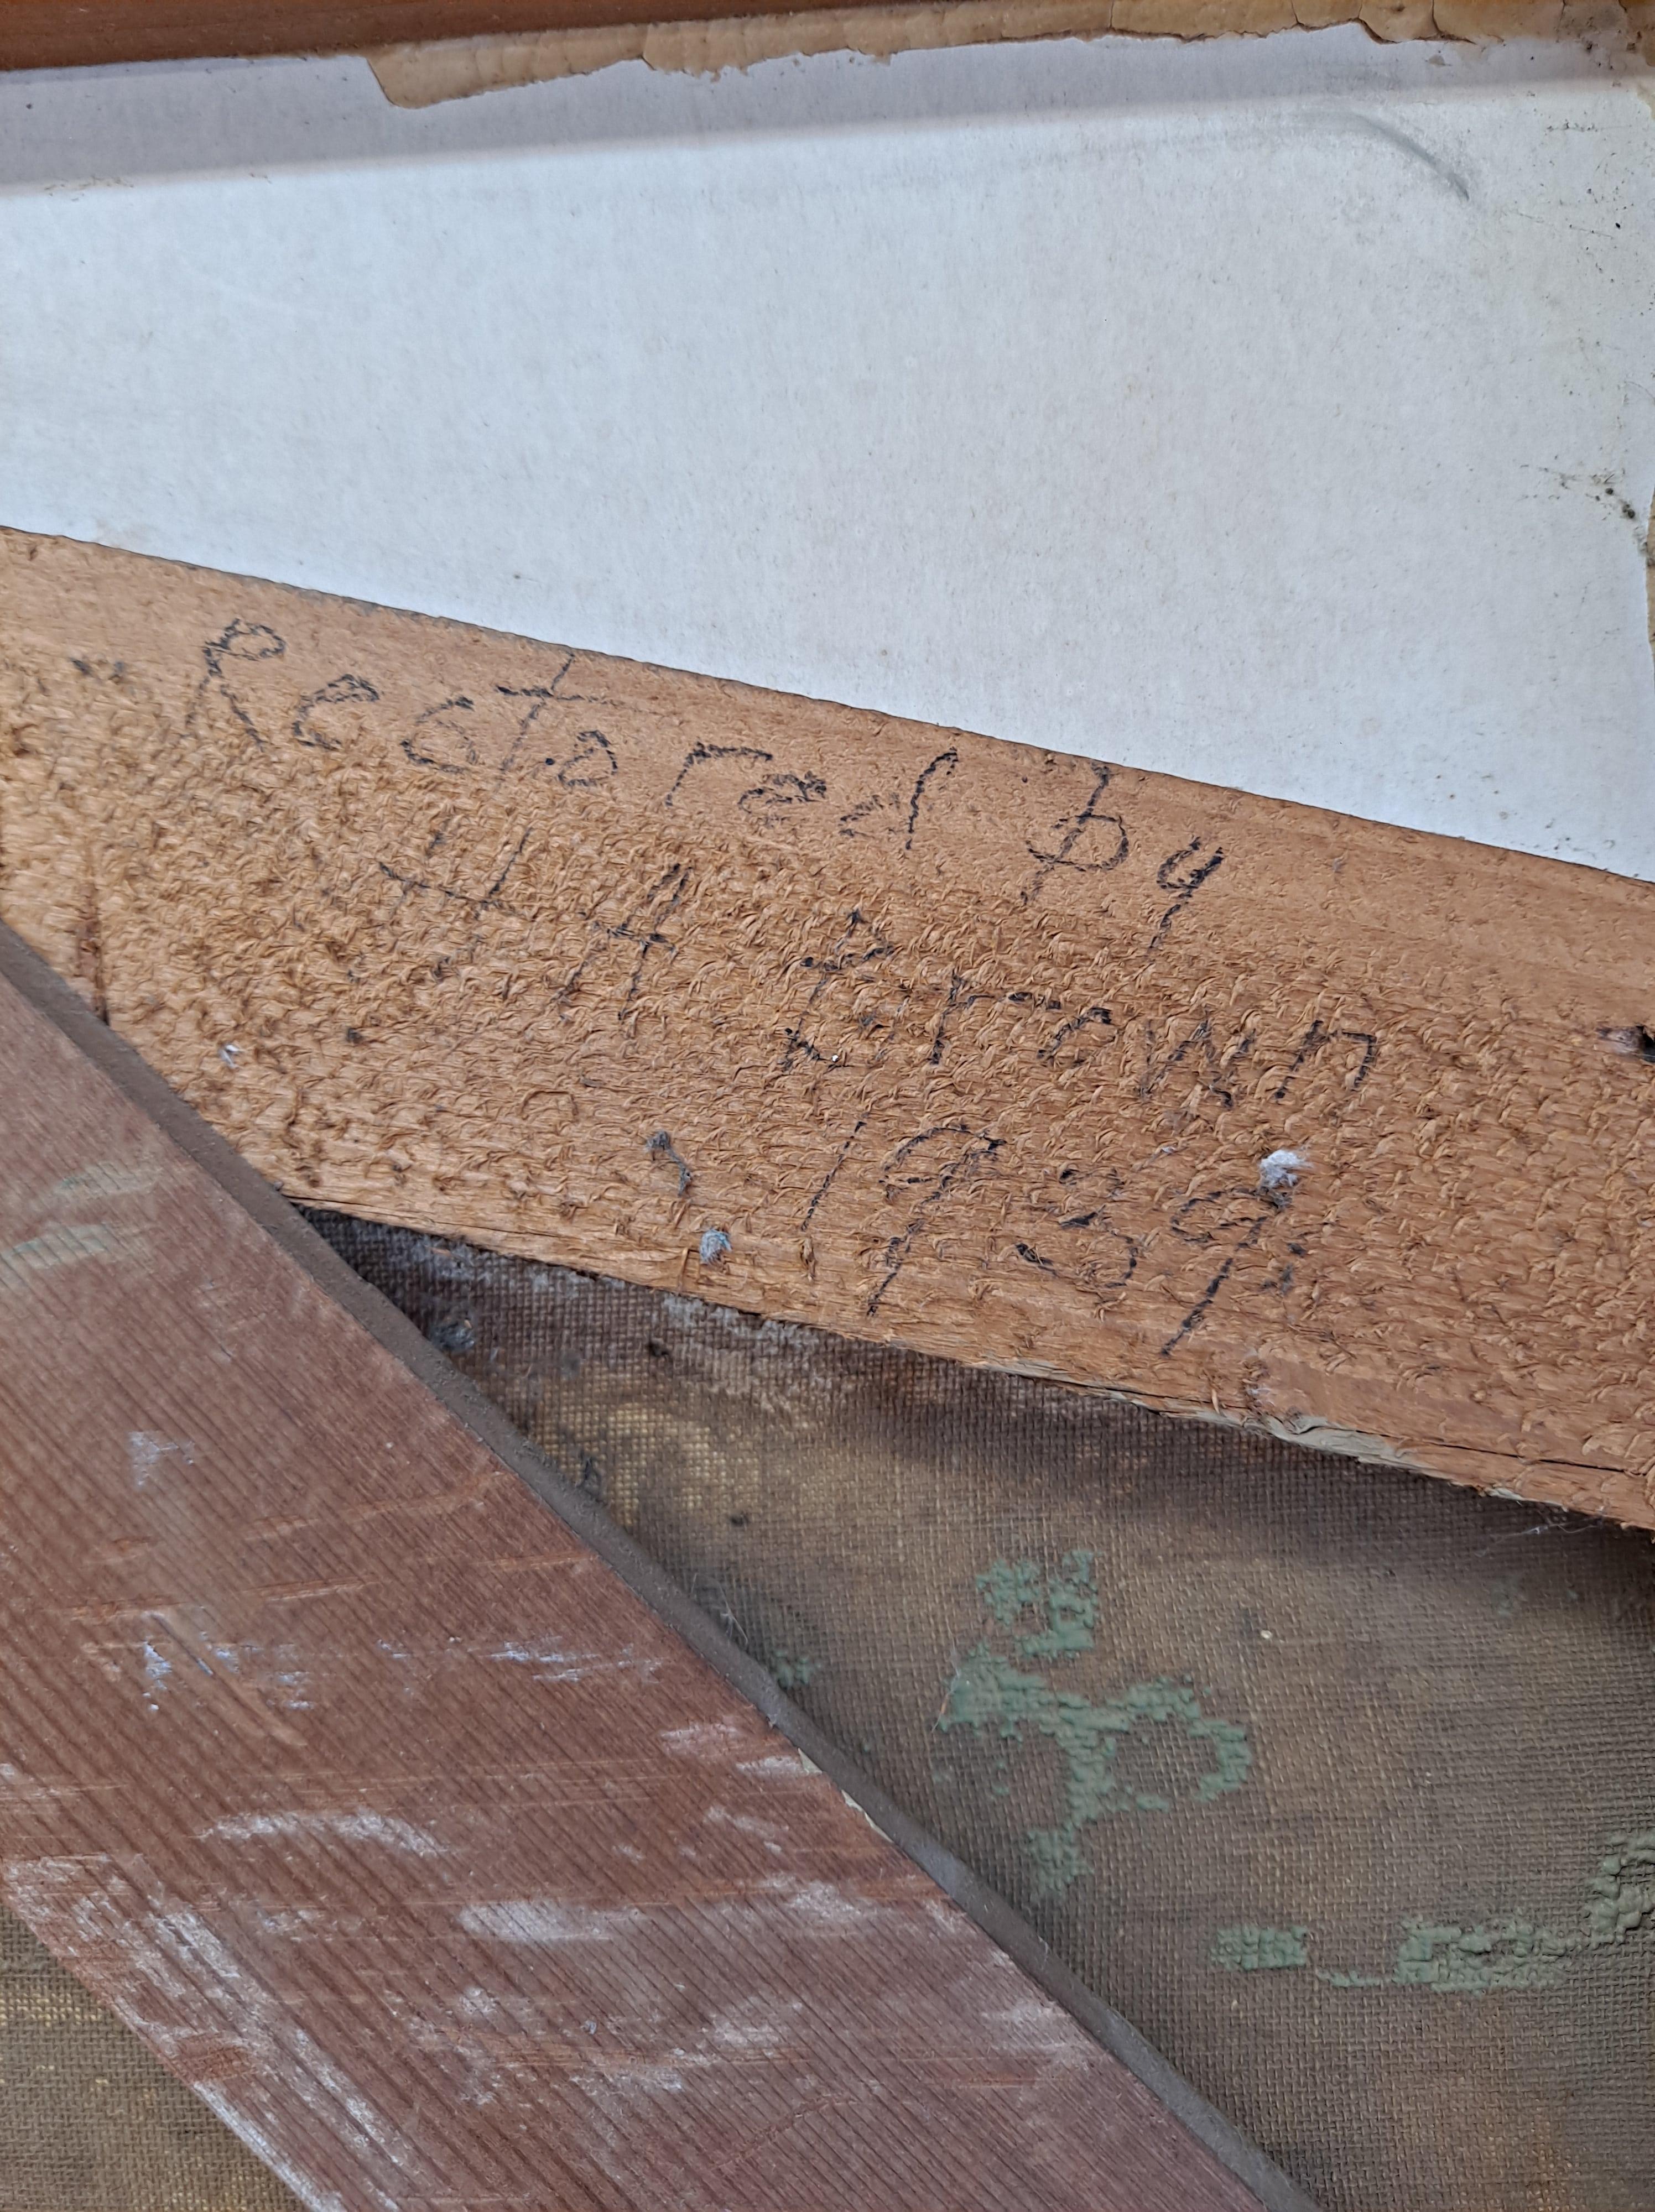 Restored by
H A Brown
1939